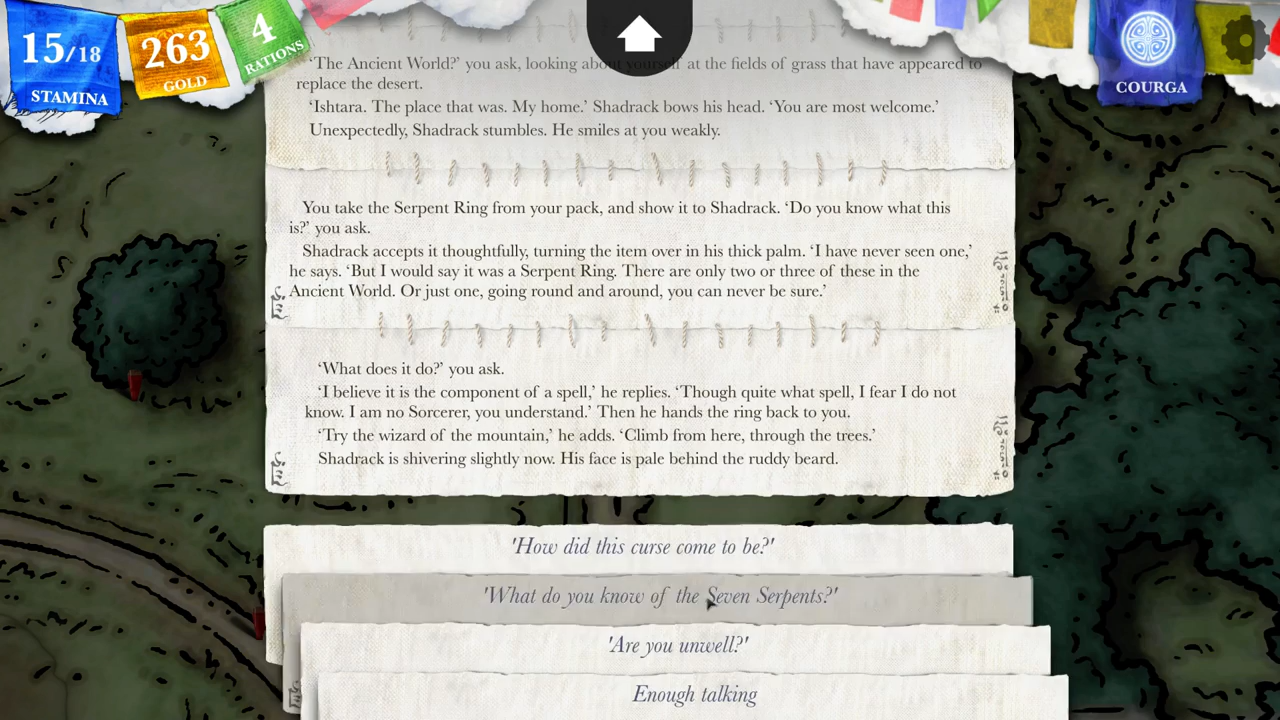 15/18
STAMINA
263
GOLD
4
RATIONS
COURGA
‘The Ancient World?’ you ask, looking about yourself at the fields of grass that have appeared to
replace the desert.
‘Ishtara. The place that was. My home.’ Shadrack bows his head. ‘You are most welcome.’
Unexpectedly, Shadrack stumbles. He smiles at you weakly.
You take the Serpent Ring from your pack, and show it to Shadrack. ‘Do you know what this
is?’ you ask.
Shadrack accepts it thoughtfully, turning the item over in his thick palm. ‘I have never seen one,’
he says. ‘But I would say it was a Serpent Ring. There are only two or three of these in the
Ancient World. Or just one, going round and around, you can never be sure.’
‘What does it do?’ you ask.
‘I believe it is the component of a spell,’ he replies. ‘Though quite what spell, I fear I do not
know. I am no Sorcerer, you understand.’ Then he hands the ring back to you.
‘Try the wizard of the mountain,’ he adds. ‘Climb from here, through the trees.’
Shadrack is shivering slightly now. His face is pale behind the ruddy beard.
'How did this curse come to be?'
'What do you know of the Seven Serpents?'
'Are you unwell?'
Enough talking